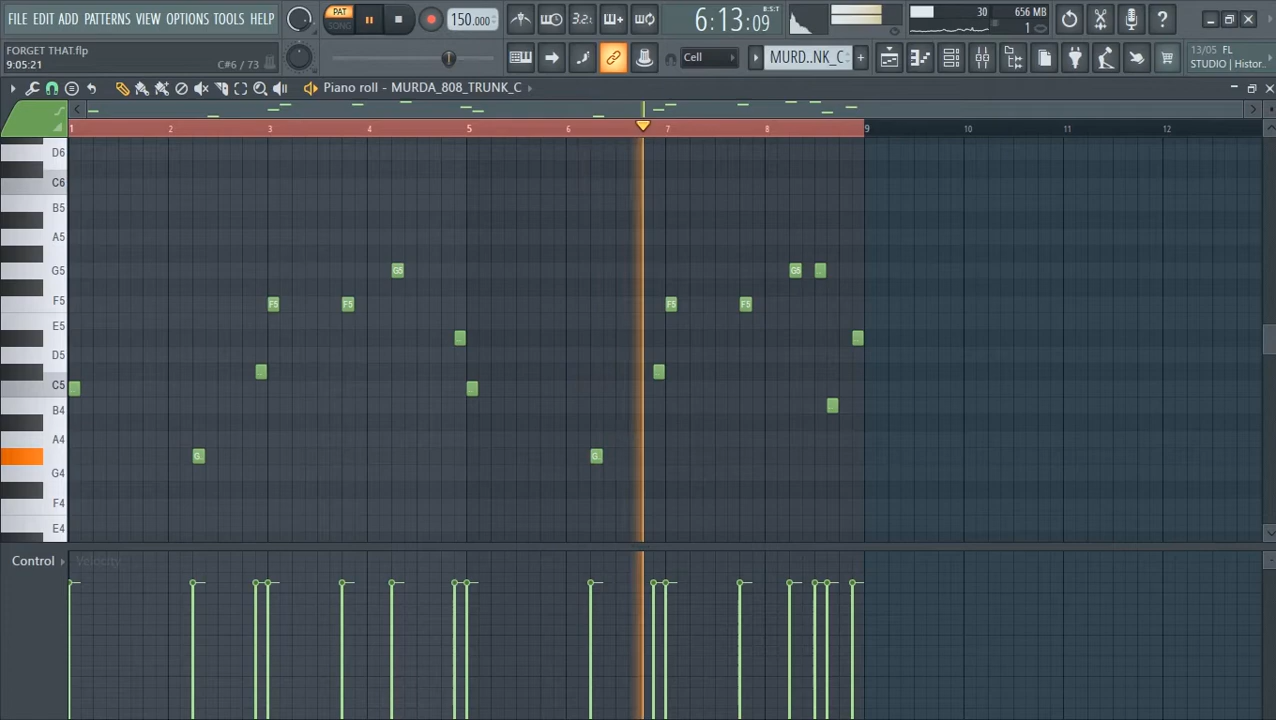 FILE EDIT ADD PATTERNS VIEW OPTIONS TOOLS HELP
PAT
SONG
150.000
3.2.
6:13:09
B:S:T
30
656 MB
1
FORGET THAT.flp
9:05:21
C#6 / 73
Cell
MURD..NK_C
13/05 FL
STUDIO | Histor..
Piano roll - MURDA_808_TRUNK_C
1 2 3 4 5 6 7 8 9 10 11 12
D6
C6
B5
A5
G5
G5
G5
F5
F5
F5
F5
F5
E5
D5
C5
B4
A4
G.
G.
G4
F4
E4
Control
Velocity